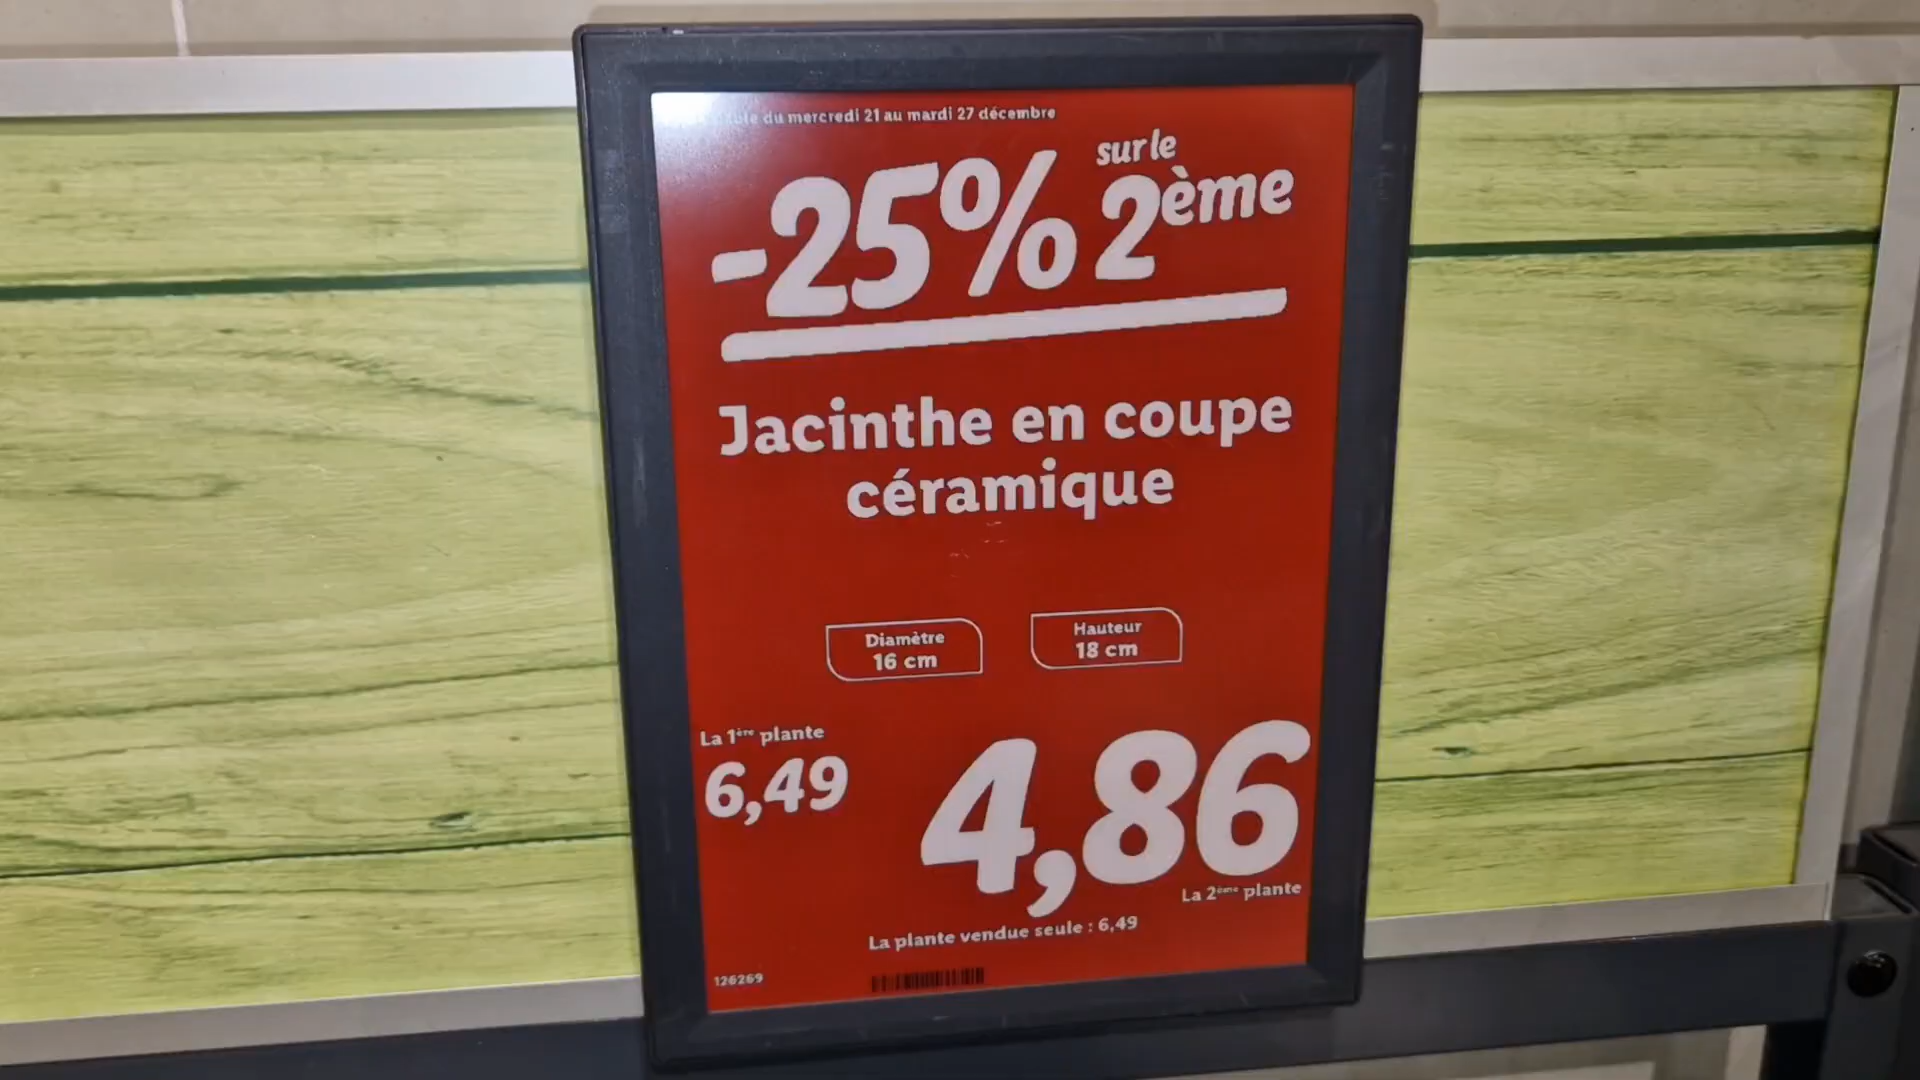 du mercredi 21 au mardi 27 décembre
-25% sur le 2ème
Jacinthe en coupe
céramique
Diamètre
16 cm
Hauteur
18 cm
La 1ère plante
6,49
4,86
La 2ème plante
La plante vendue seule : 6,49
126269